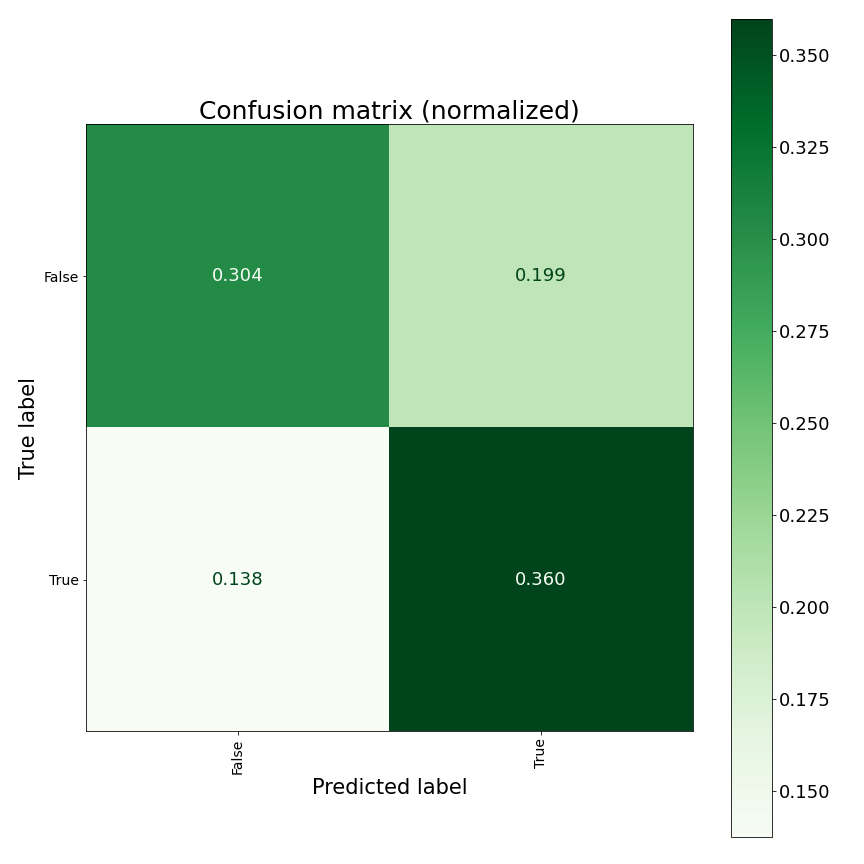 Confusion matrix (normalized)
True label
False
0.304
0.199
True
0.138
0.360
False
True
Predicted label
0.350
0.325
0.300
0.275
0.250
0.225
0.200
0.175
0.150